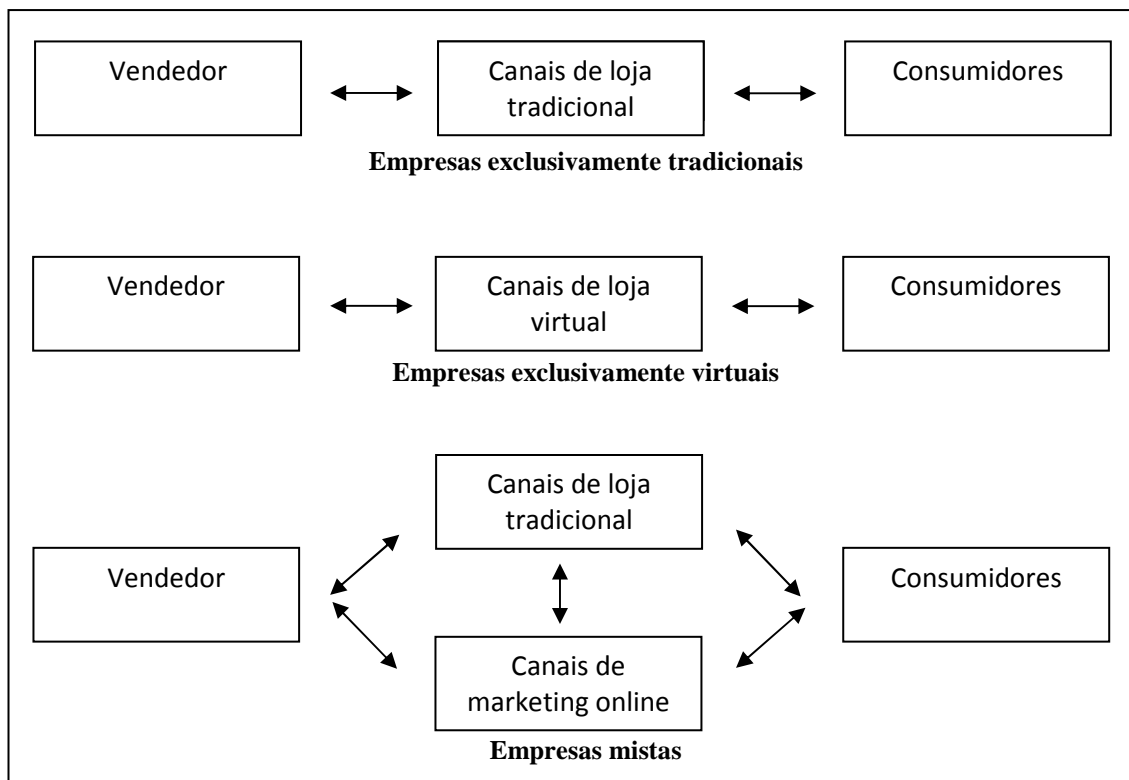 Vendedor
Canais de loja
tradicional
Consumidores
Empresas exclusivamente tradicionais
Vendedor
Canais de loja
virtual
Consumidores
Empresas exclusivamente virtuais
Canais de loja
tradicional
Vendedor
Consumidores
Canais de
marketing online
Empresas mistas